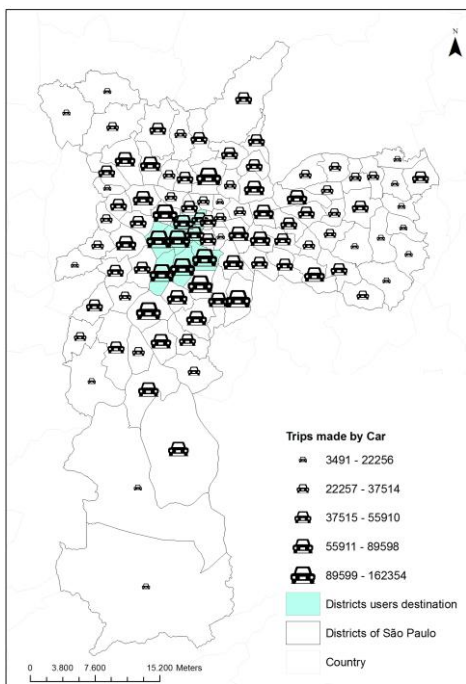 N
Trips made by Car
3491 - 22256
22257 - 37514
37515 - 55910
55911 - 89598
89599 - 162354
Districts users destination
Districts of São Paulo
Country
0 3.800 7.600 15.200 Meters